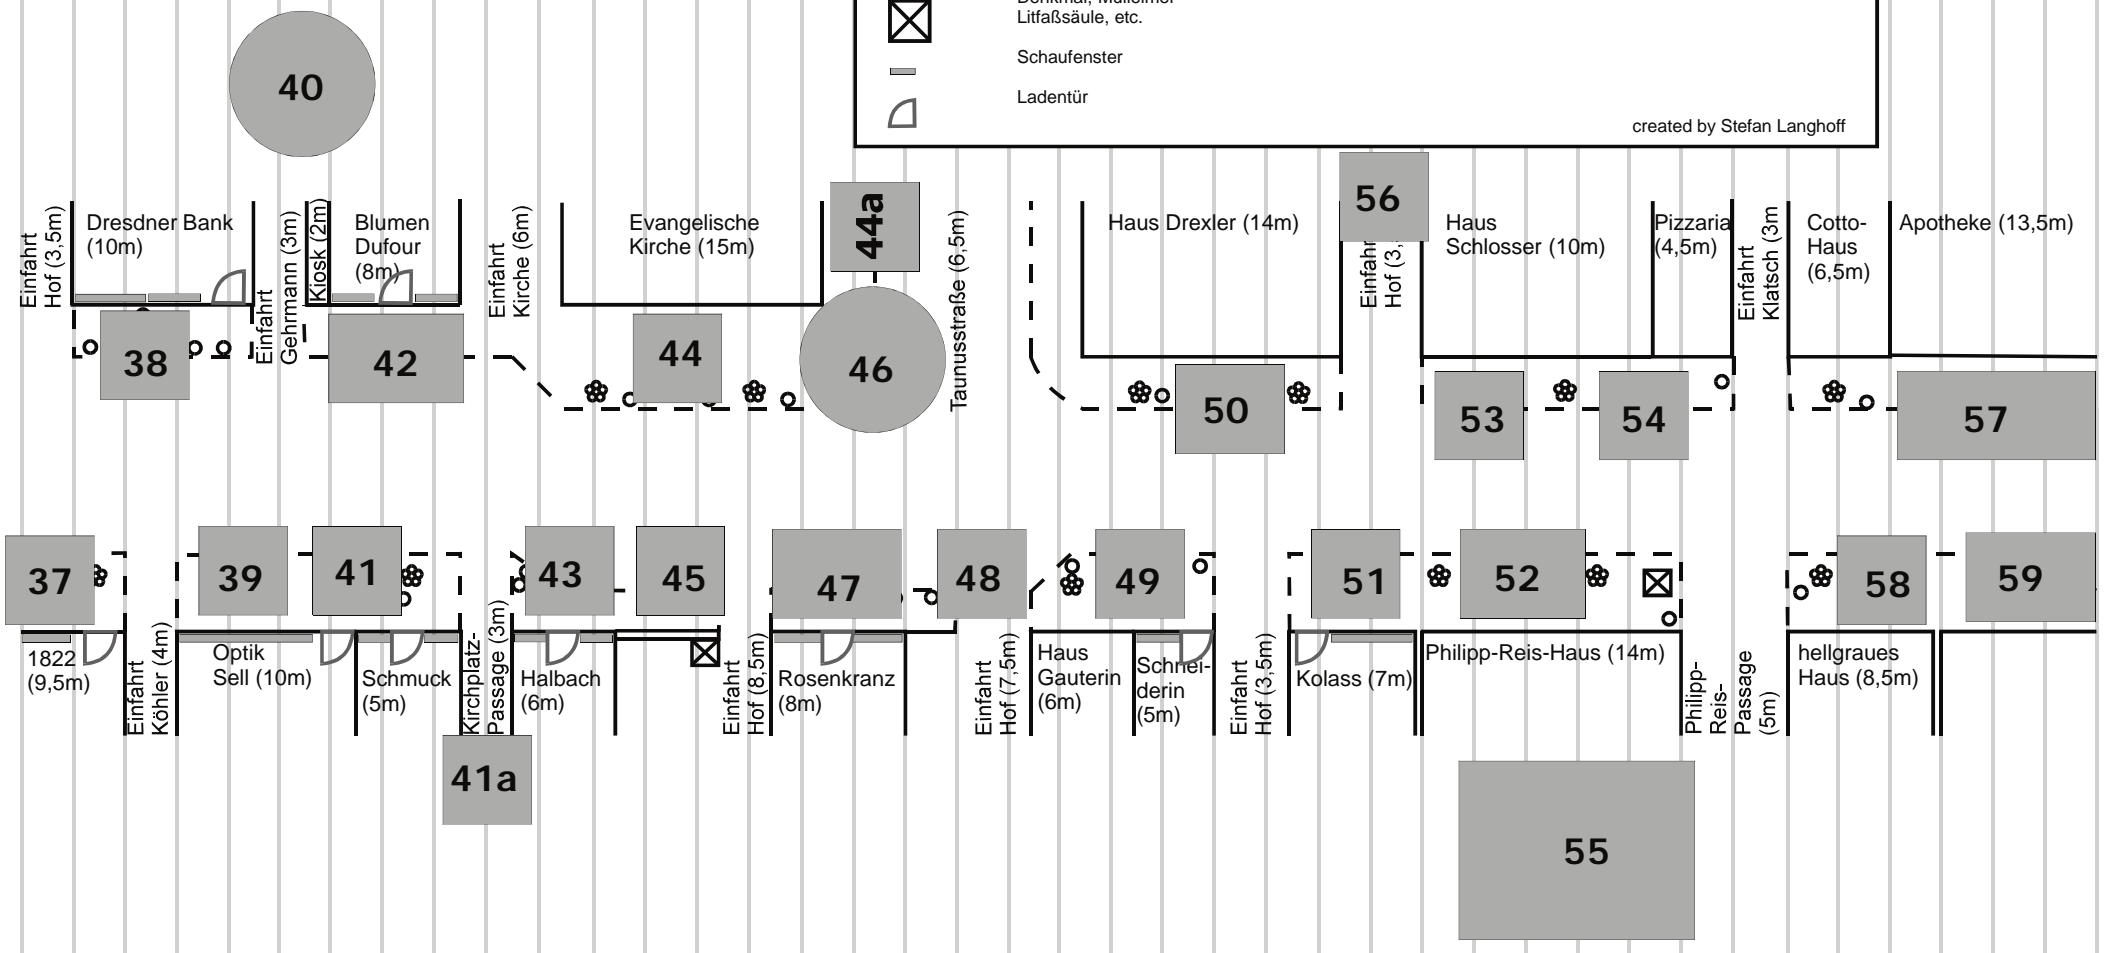 Litfaßsäule, etc.
Schaufenster
Ladentür
created by Stefan Langhoff
40
44a
56
Einfahrt
Hof (3,5m)
Dresdner Bank
(10m)
Einfahrt
Gehrmann (3m)
Kiosk (2m)
Blumen
Dufour
(8m)
Einfahrt
Kirche (6m)
Evangelische
Kirche (15m)
Taunusstraße (6,5m)
Haus Drexler (14m)
Hof (3,
Haus
Schlosser (10m)
Pizzaria
(4,5m)
Einfahrt
Klatsch (3m
Cotto-
Haus
(6,5m)
Apotheke (13,5m)
38
42
44
46
50
53
54
57
37
39
41
43
45
47
48
49
51
52
58
59
1822
(9,5m)
Einfahrt
Köhler (4m)
Optik
Sell (10m)
Schmuck
(5m)
Kirchplatz-
Passage (3m)
Halbach
(6m)
Einfahrt
Hof (8,5m)
Rosenkranz
(8m)
Einfahrt
Hof (7,5m)
Haus
Gauterin
(6m)
Schnei-
derin
(5m)
Einfahrt
Hof (3,5m)
Kolass (7m)
Philipp-Reis-Haus (14m)
Philipp-
Reis-
Passage
(5m)
hellgraues
Haus (8,5m)
41a
55